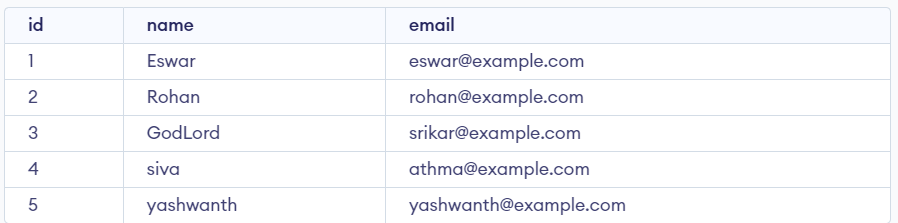 id name email
1 Eswar eswar@example.com
2 Rohan rohan@example.com
3 GodLord srikar@example.com
4 siva athma@example.com
5 yashwanth yashwanth@example.com